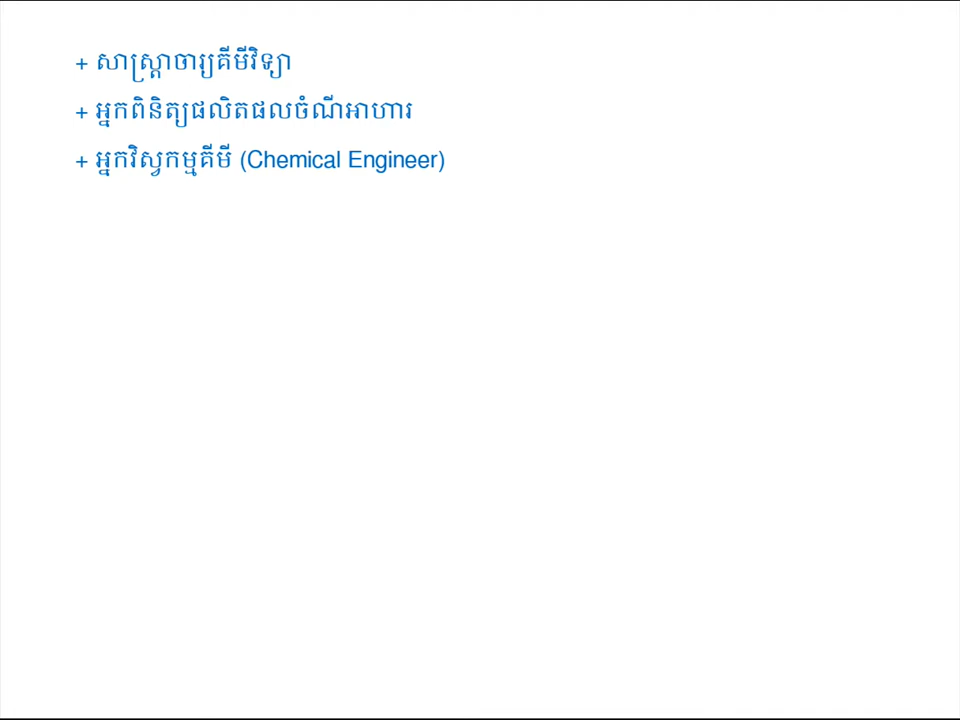 + សាស្ត្រាចារ្យគីមីវិទ្យា
+ អ្នកពិនិត្យផលិតផលចំណីអាហារ
+ អ្នកវិស្វកម្មគីមី (Chemical Engineer)